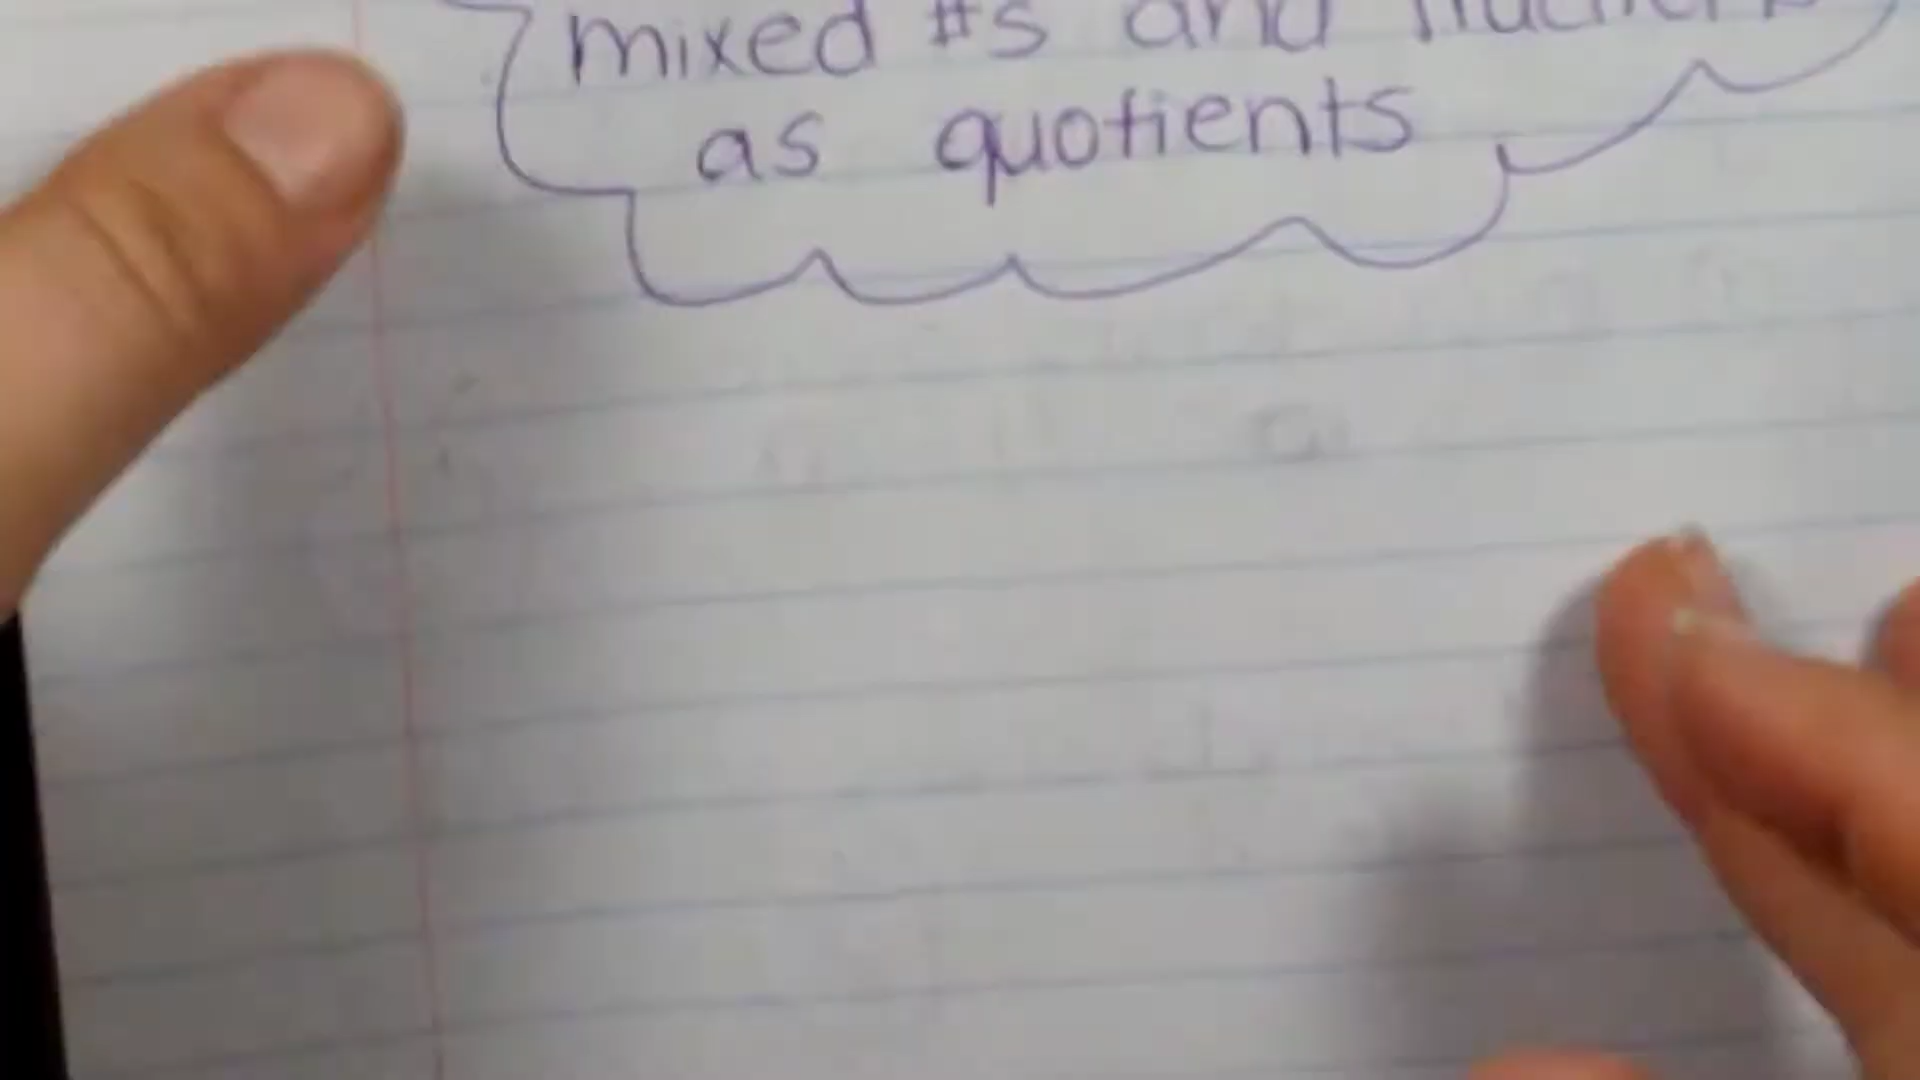 mixed #s and
as quotients